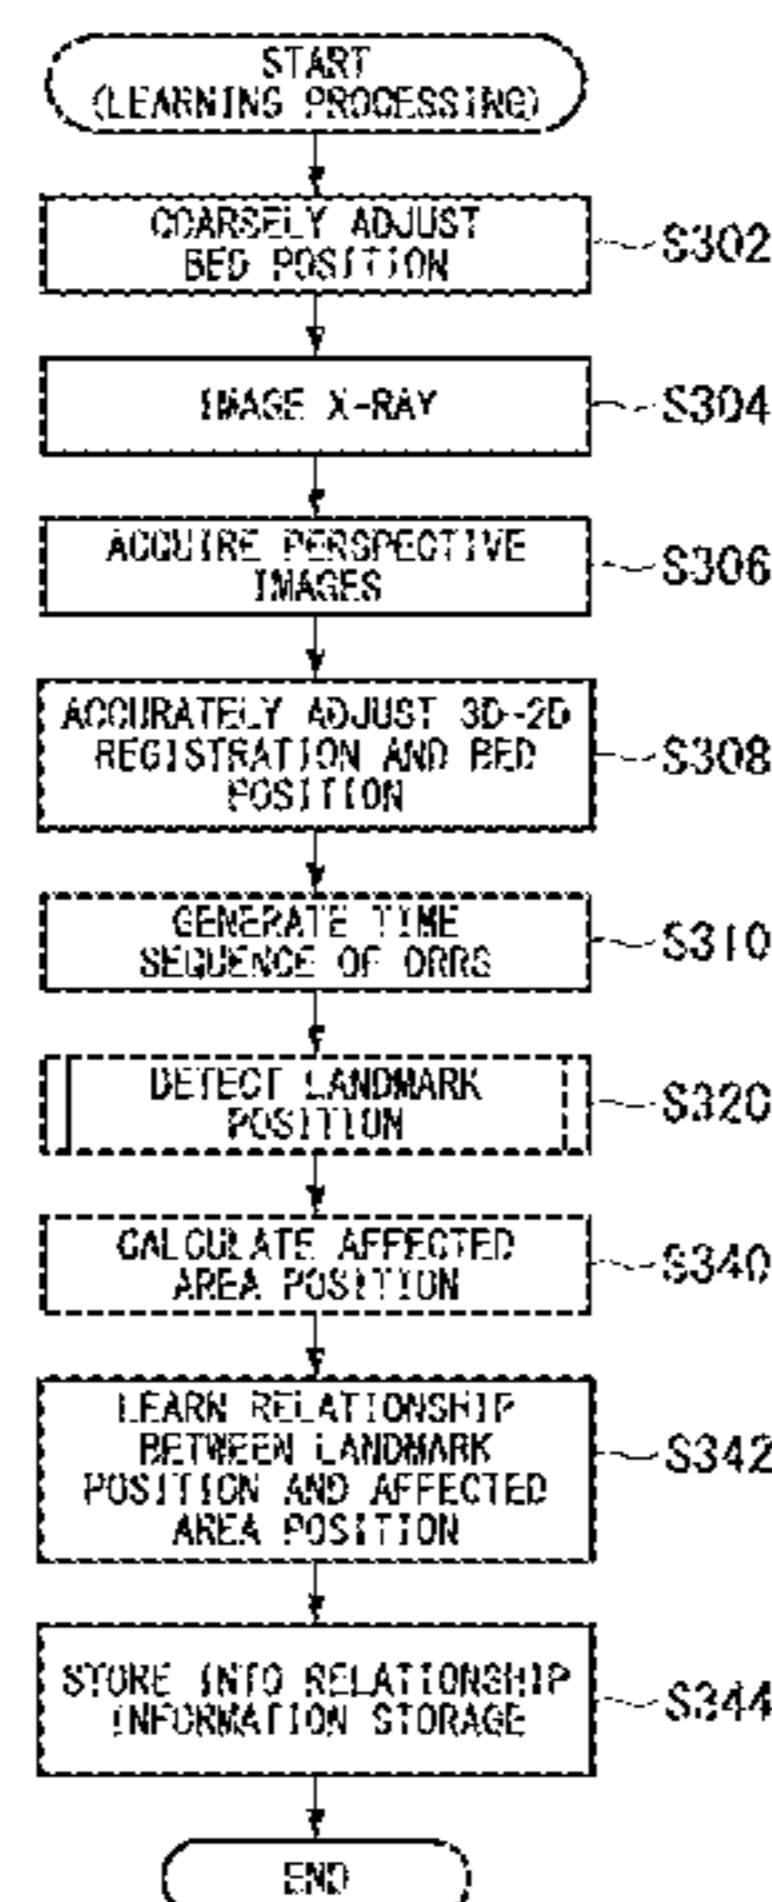 START
(LEARNING PROCESSING)
COARSELY ADJUST
BED POSITION
S302
IMAGE X-RAY
S304
ACQUIRE PERSPECTIVE
IMAGES
S306
ACCURATELY ADJUST 3D-2D
REGISTRATION AND BED
POSITION
S308
GENERATE TIME
SEQUENCE OF DRRS
S310
DETECT LANDMARK
POSITION
S320
CALCULATE AFFECTED
AREA POSITION
S340
LEARN RELATIONSHIP
BETWEEN LANDMARK
POSITION AND AFFECTED
AREA POSITION
S342
STORE INTO RELATIONSHIP
INFORMATION STORAGE
S344
END